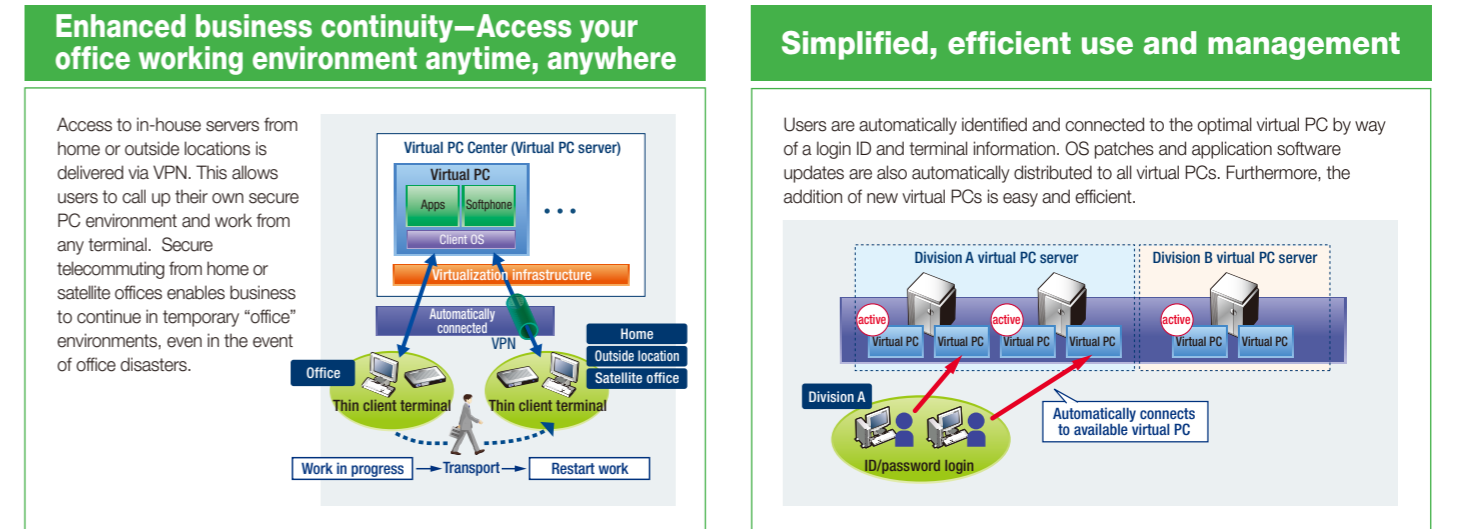 Enhanced business continuity—Access your
office working environment anytime, anywhere
Access to in-house servers from
home or outside locations is
delivered via VPN. This allows
users to call up their own secure
PC environment and work from
any terminal.  Secure
telecommuting from home or
satellite offices enables business
to continue in temporary “office”
environments, even in the event
of office disasters.
Virtual PC Center (Virtual PC server)
Virtual PC
Apps
Softphone
• • •
Client OS
Virtualization infrastructure
Automatically
connected
VPN
Home
Outside location
Satellite office
Office
Thin client terminal
Thin client terminal
Work in progress
Transport
Restart work
Simplified, efficient use and management
Users are automatically identified and connected to the optimal virtual PC by way
of a login ID and terminal information. OS patches and application software
updates are also automatically distributed to all virtual PCs. Furthermore, the
addition of new virtual PCs is easy and efficient.
Division A virtual PC server
Division B virtual PC server
active
active
active
Virtual PC
Virtual PC
Virtual PC
Virtual PC
Virtual PC
Virtual PC
Division A
Automatically connects
to available virtual PC
ID/password login